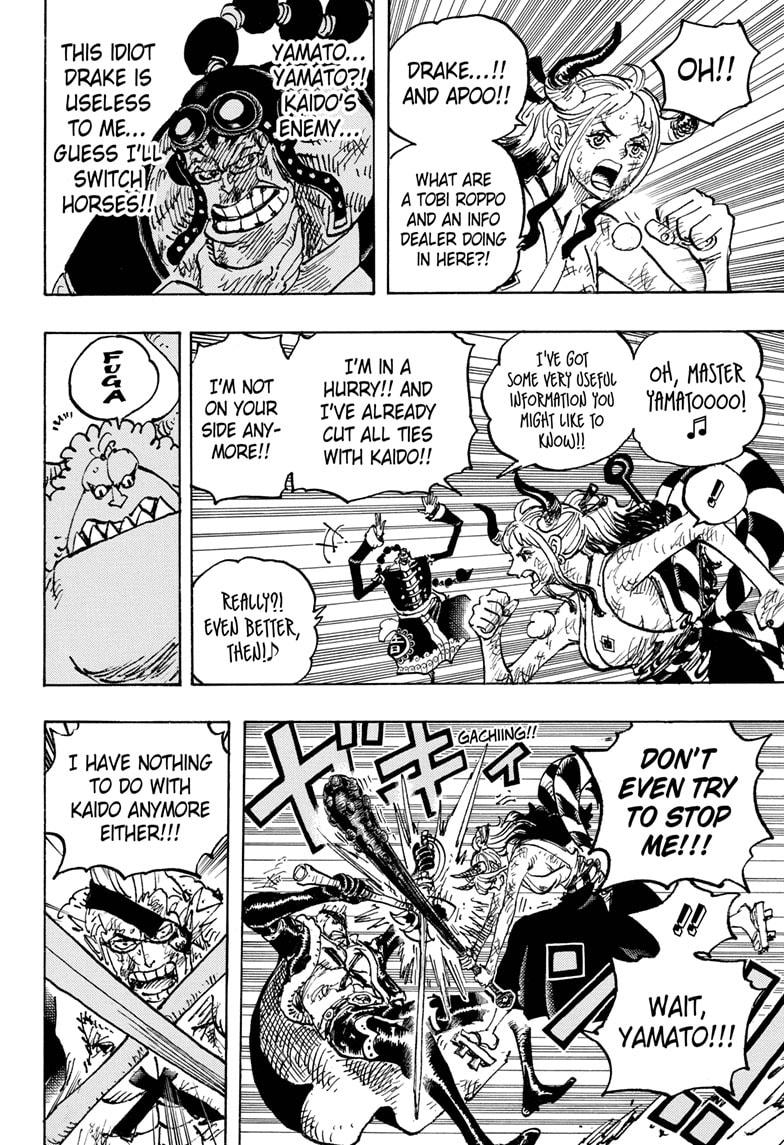 OH!!
DRAKE...!!
AND APOO!!
WHAT ARE
A TOBI ROPPO
AND AN INFO
DEALER DOING
IN HERE?!
YAMATO...
YAMATO?!
KAIDO'S
ENEMY...
THIS IDIOT
DRAKE IS
USELESS
TO ME...
GUESS I'LL
SWITCH
HORSES!!
!
OH, MASTER
YAMATOOOO!
♫
I'VE GOT
SOME VERY USEFUL
INFORMATION YOU
MIGHT LIKE TO
KNOW!!
I'M IN A
HURRY!! AND
I'VE ALREADY
CUT ALL TIES
WITH KAIDO!!
I'M NOT
ON YOUR
SIDE ANY-
MORE!!
REALLY?!
EVEN BETTER,
THEN!♪
FUGA
DON'T
EVEN TRY
TO STOP
ME!!!
GACHIING!!
ガギィン
!!
WAIT,
YAMATO!!!
I HAVE NOTHING
TO DO WITH
KAIDO ANYMORE
EITHER!!!